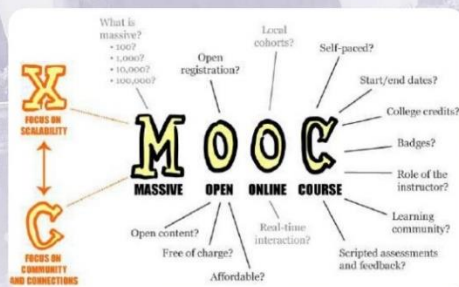 What is
massive?
• 100?
• 1,000?
• 10,000?
• 100,000?
Open
registration?
Local
cohorts?
Self-paced?
Start/end dates?
College credits?
Badges?
Role of the
instructor?
Learning
community?
Scripted assessments
and feedback?
X
FOCUS ON
SCALABILITY
C
FOCUS ON
COMMUNITY
AND CONNECTIONS
MOOC
MASSIVE OPEN ONLINE COURSE
Open content?
Free of charge?
Affordable?
Real-time
interaction?